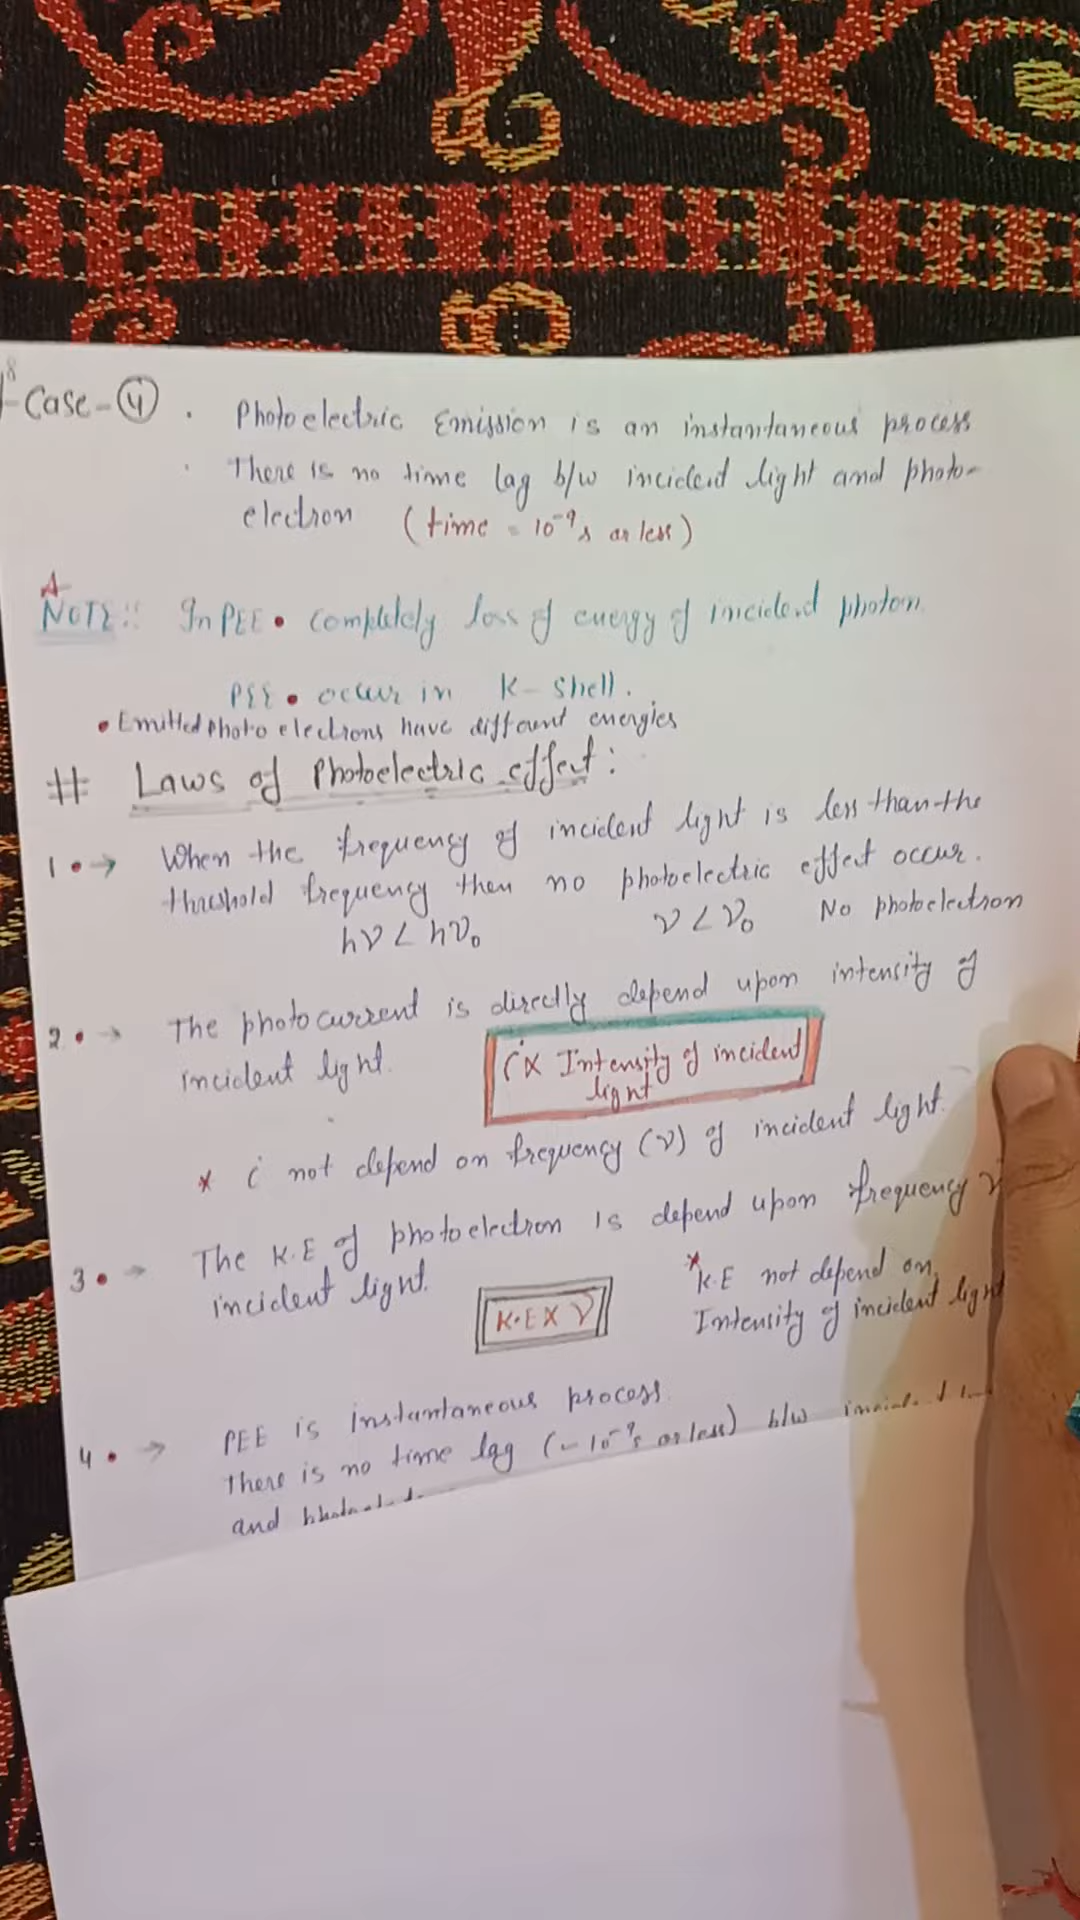 Case-④ . Photoelectric Emission is an instantaneous process
. There is no time lag b/w incident light and photo-
electron (time = 10⁻⁹s or less)
NOTE!! In PEE • completely loss of energy of incident photon
PEE • occur in K-shell.
• Emitted photo electrons have different energies
# Laws of Photoelectric effect:
1 • → When the frequency of incident light is less than the
threshold frequency then no photoelectric effect occur.
hν < hν₀ ν < ν₀ No photoelectron
2 • → The photocurrent is directly depend upon intensity of
incident light. i ∝ Intensity of incident
light
* i not depend on frequency (ν) of incident light.
3 • → The K.E of photoelectron is depend upon frequency ν
incident light. K.E ∝ ν * K.E not depend on
Intensity of incident light
4 • → PEE is instantaneous process.
There is no time lag (~10⁻⁹s or less) b/w
and